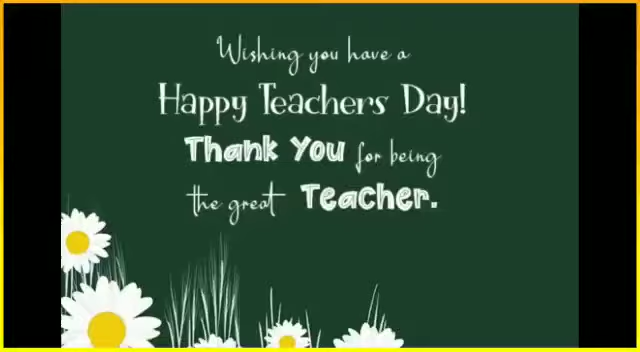 Wishing you have a
Happy Teachers Day!
Thank You for being
the great Teacher.